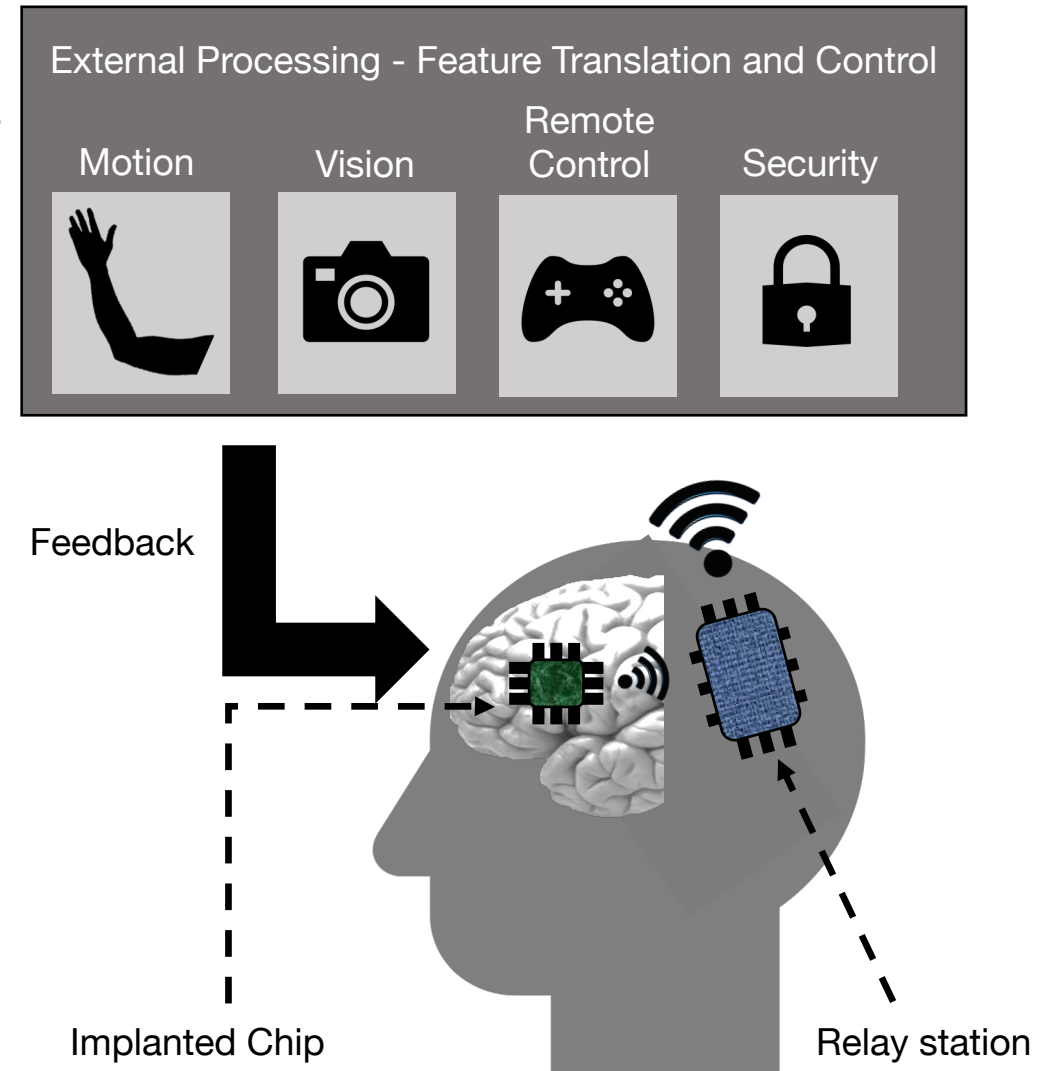 External Processing - Feature Translation and Control
Motion
Vision
Remote
Control
Security
Feedback
Implanted Chip
Relay station